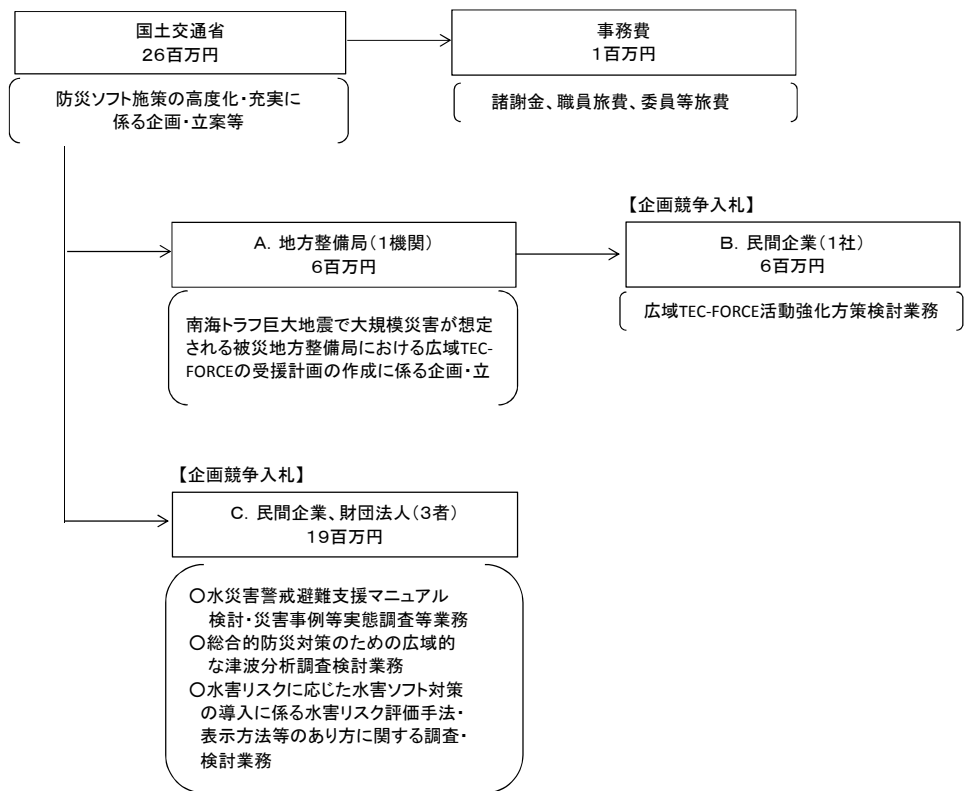 国土交通省
26百万円
事務費
1百万円
防災ソフト施策の高度化・充実に
係る企画・立案等
諸謝金、職員旅費、委員等旅費
【企画競争入札】
A. 地方整備局(1機関)
6百万円
B. 民間企業(1社)
6百万円
南海トラフ巨大地震で大規模災害が想定
される被災地方整備局における広域TEC-
FORCEの受援計画の作成に係る企画・立
広域TEC-FORCE活動強化方策検討業務
【企画競争入札】
C. 民間企業、財団法人(3者)
19百万円
○水災害警戒避難支援マニュアル
検討・災害事例等実態調査等業務
○総合的防災対策のための広域的
な津波分析調査検討業務
○水害リスクに応じた水害ソフト対策
の導入に係る水害リスク評価手法・
表示方法等のあり方に関する調査・
検討業務